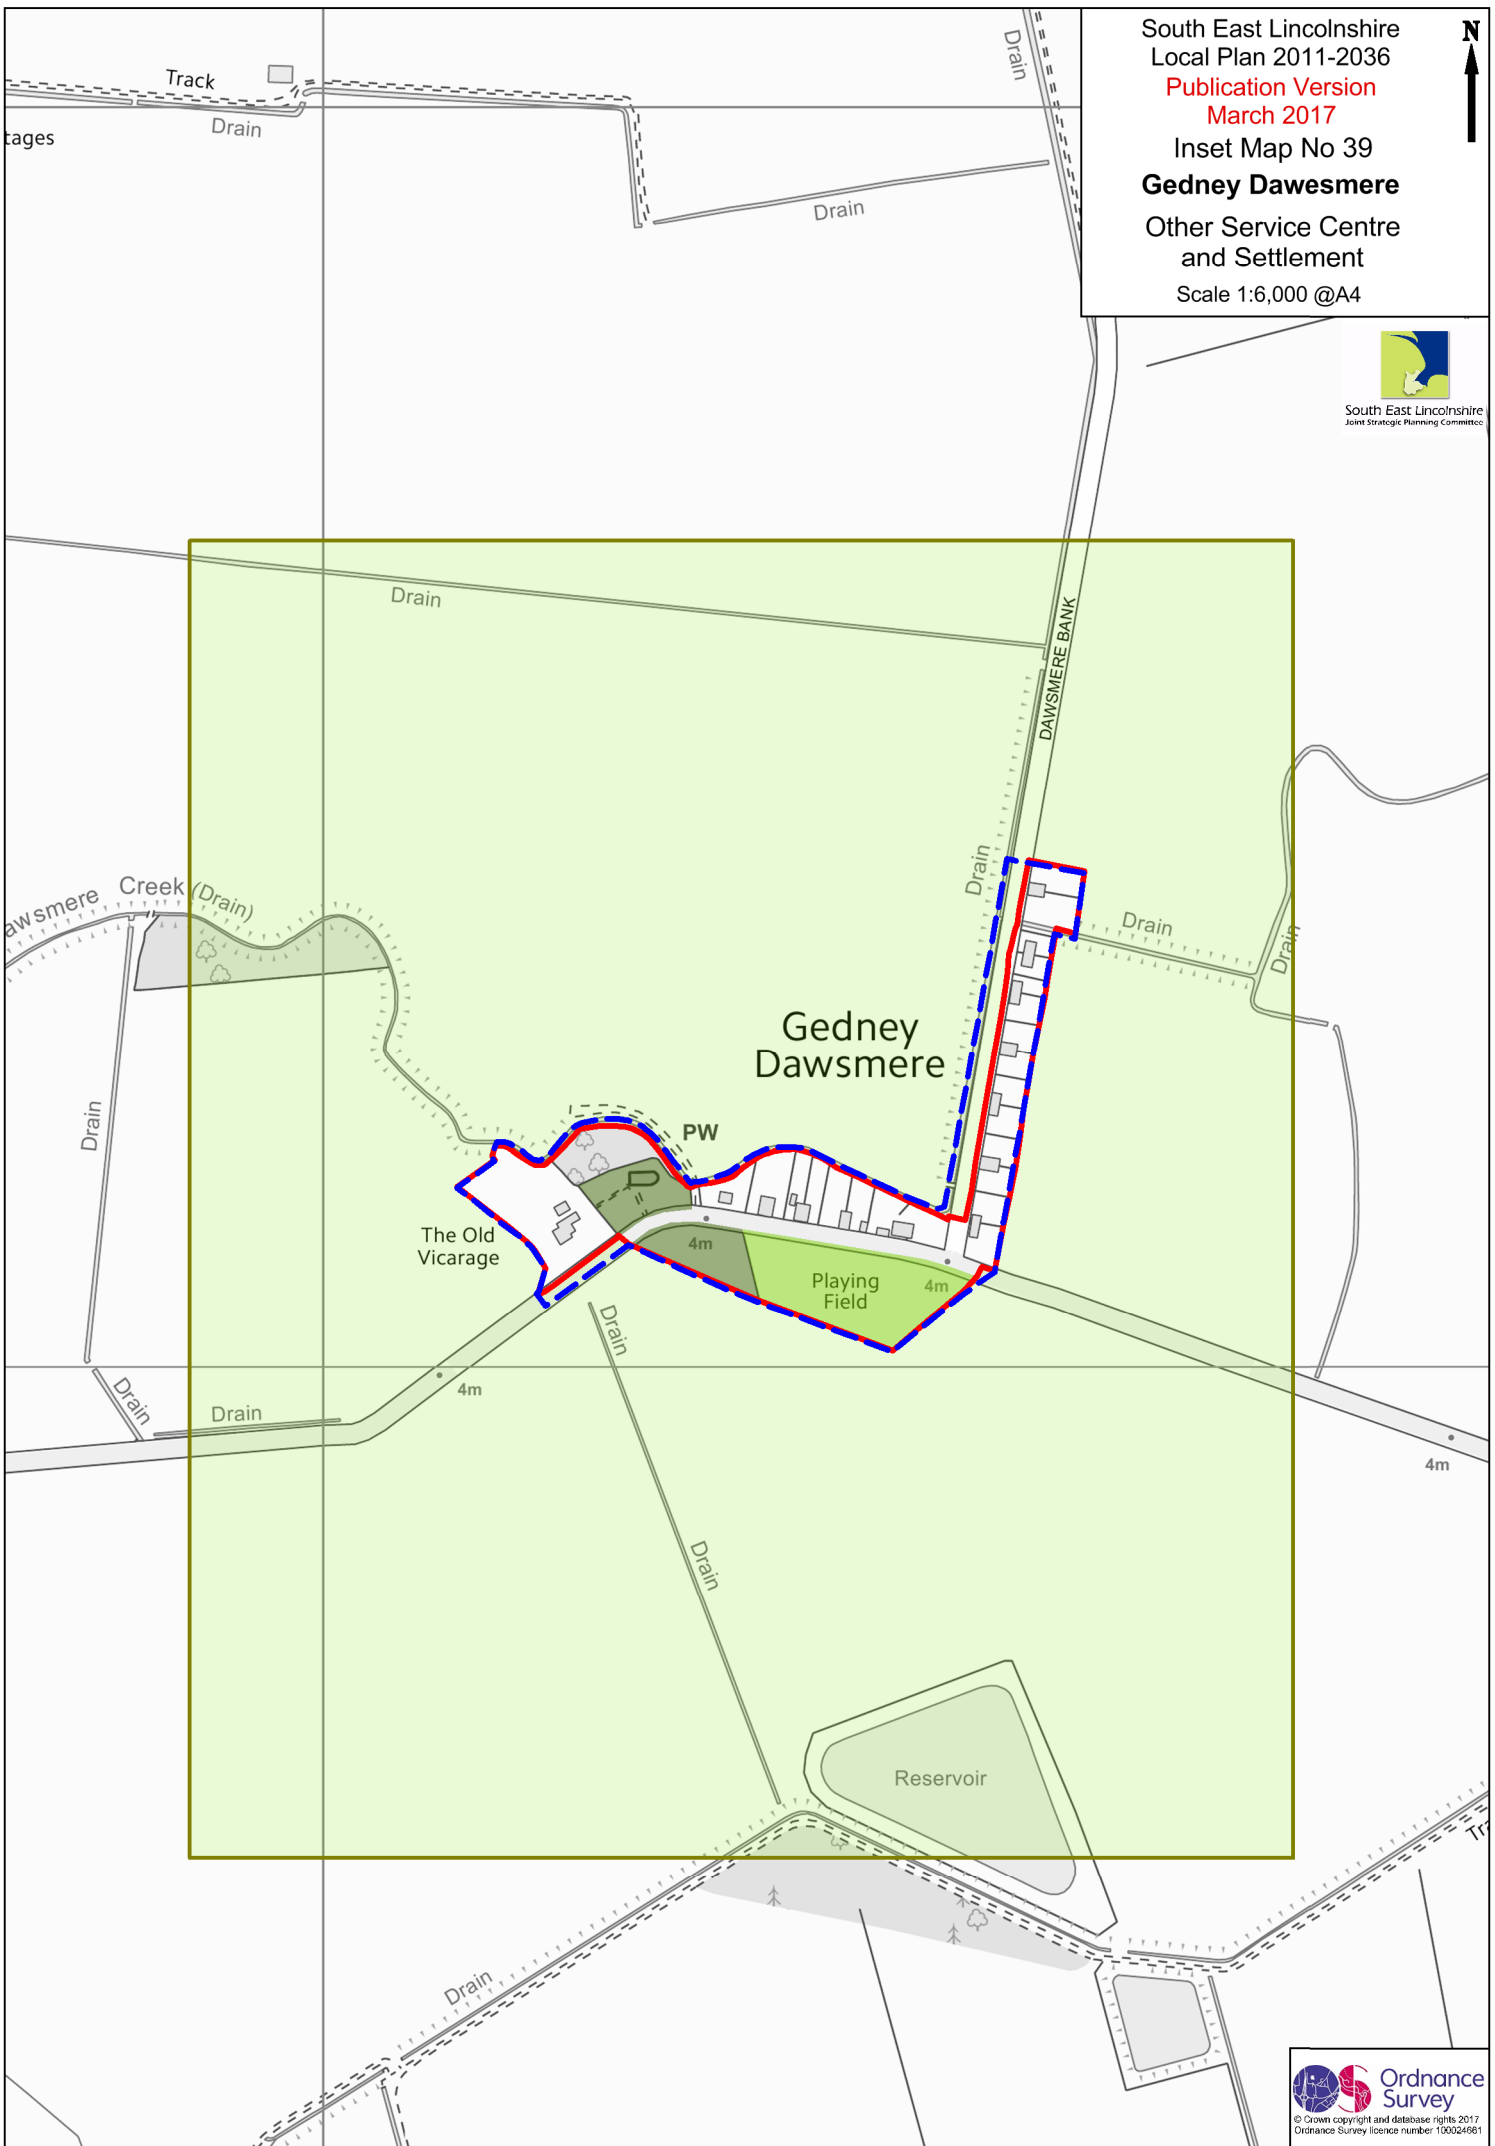 South East Lincolnshire
Local Plan 2011-2036
Publication Version
March 2017
Inset Map No 39
Gedney Dawesmere
Other Service Centre
and Settlement
Scale 1:6,000 @A4
N
South East Lincolnshire
Joint Strategic Planning Committee
Track
Drain
tages
Drain
Drain
Drain
DAWSMERE BANK
awsmere Creek (Drain)
Drain
Drain
Drain
Gedney
Dawsmere
Drain
PW
The Old
Vicarage
4m
Playing
Field
4m
Drain
4m
Drain
Drain
4m
Drain
Reservoir
Tra
Drain
Ordnance
Survey
© Crown copyright and database rights 2017
Ordnance Survey licence number 100024661